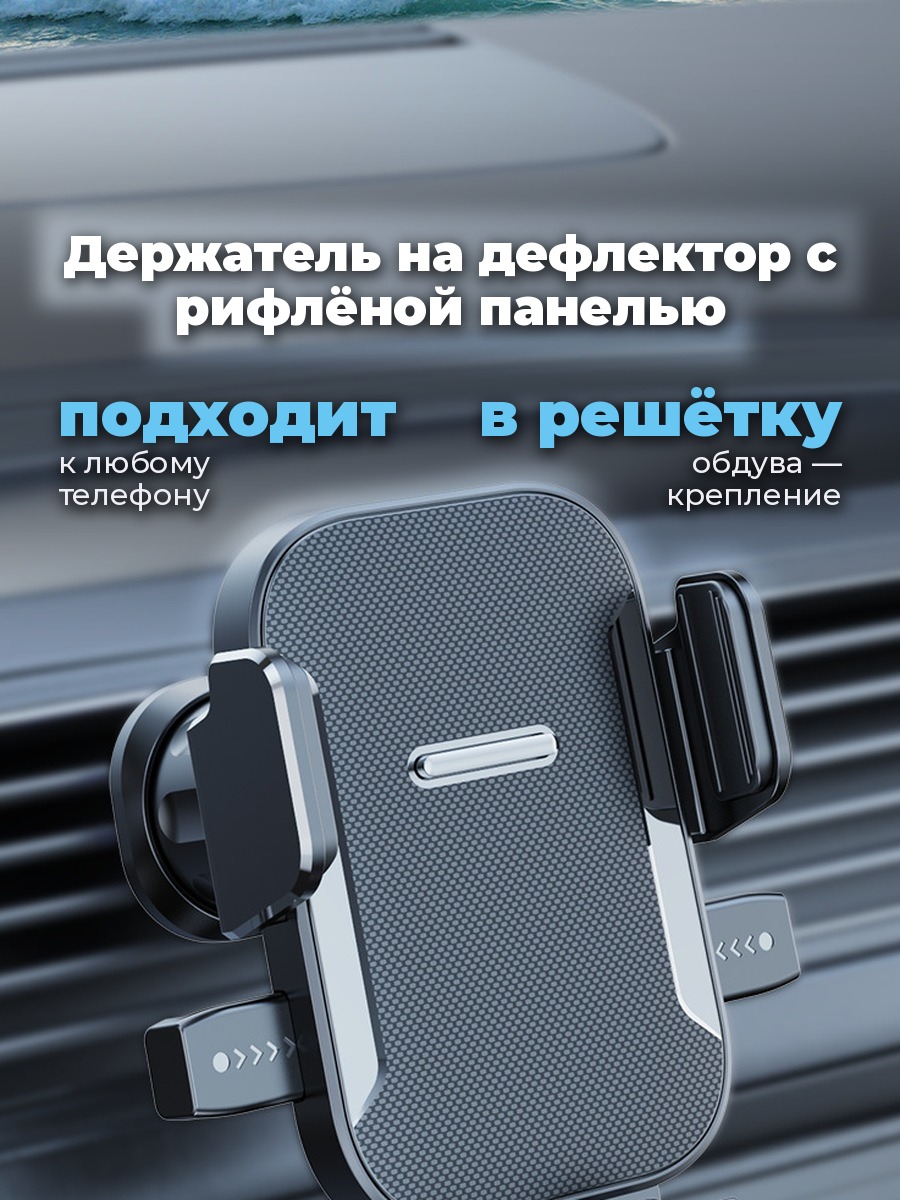 Держатель на дефлектор с
рифлёной панелью
подходит
к любому
телефону
в решётку
обдува —
крепление